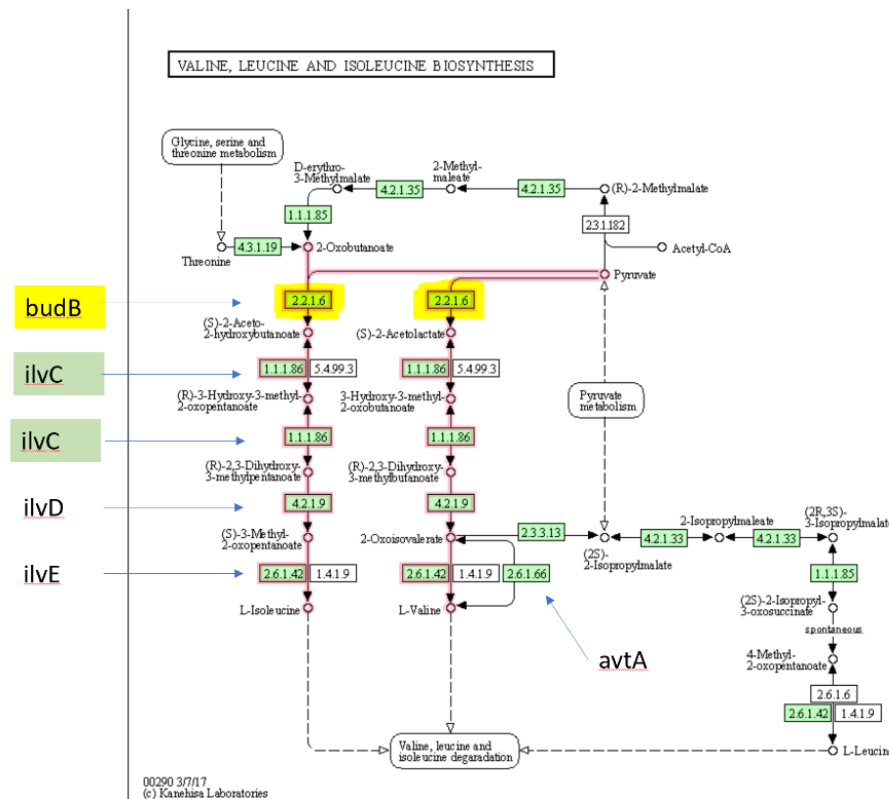 VALINE, LEUCINE AND ISOLEUCINE BIOSYNTHESIS
Glycine, serine and
threonine metabolism
D-erythro-
3-Methylmalate
2-Methyl-
maleate
4.2.1.35
4.2.1.35
(R)-2-Methylmalate
1.1.1.85
2.3.1.182
4.3.1.19
2-Oxobutanoate
Acetyl-CoA
Threonine
Pyruvate
budB
2.2.1.6
2.2.1.6
(S)-2-Aceto-
2-hydroxybutanoate
(S)-2-Acetolactate
ilvC
1.1.1.86
5.4.99.3
1.1.1.86
5.4.99.3
(R)-3-Hydroxy-3-methyl-
2-oxopentanoate
3-Hydroxy-3-methyl-
2-oxobutanoate
Pyruvate
metabolism
ilvC
1.1.1.86
1.1.1.86
(R)-2,3-Dihydroxy-
3-methylpentanoate
(R)-2,3-Dihydroxy-
3-methylbutanoate
ilvD
4.2.1.9
4.2.1.9
(S)-3-Methyl-
2-oxopentanoate
2-Oxoisovalerate
2.3.3.13
(2S)-
2-Isopropylmalate
4.2.1.33
2-Isopropylmaleate
4.2.1.33
(2R,3S)-
3-Isopropylmalate
ilvE
2.6.1.42
1.4.1.9
2.6.1.42
1.4.1.9
2.6.1.66
1.1.1.85
L-Isoleucine
L-Valine
(2S)-2-Isopropyl-
3-oxosuccinate
spontaneous
avtA
4-Methyl-
2-oxopentanoate
2.6.1.6
2.6.1.42
1.4.1.9
Valine, leucine and
isoleucine degradation
L-Leucine
00290 3/7/17
(c) Kanehisa Laboratories